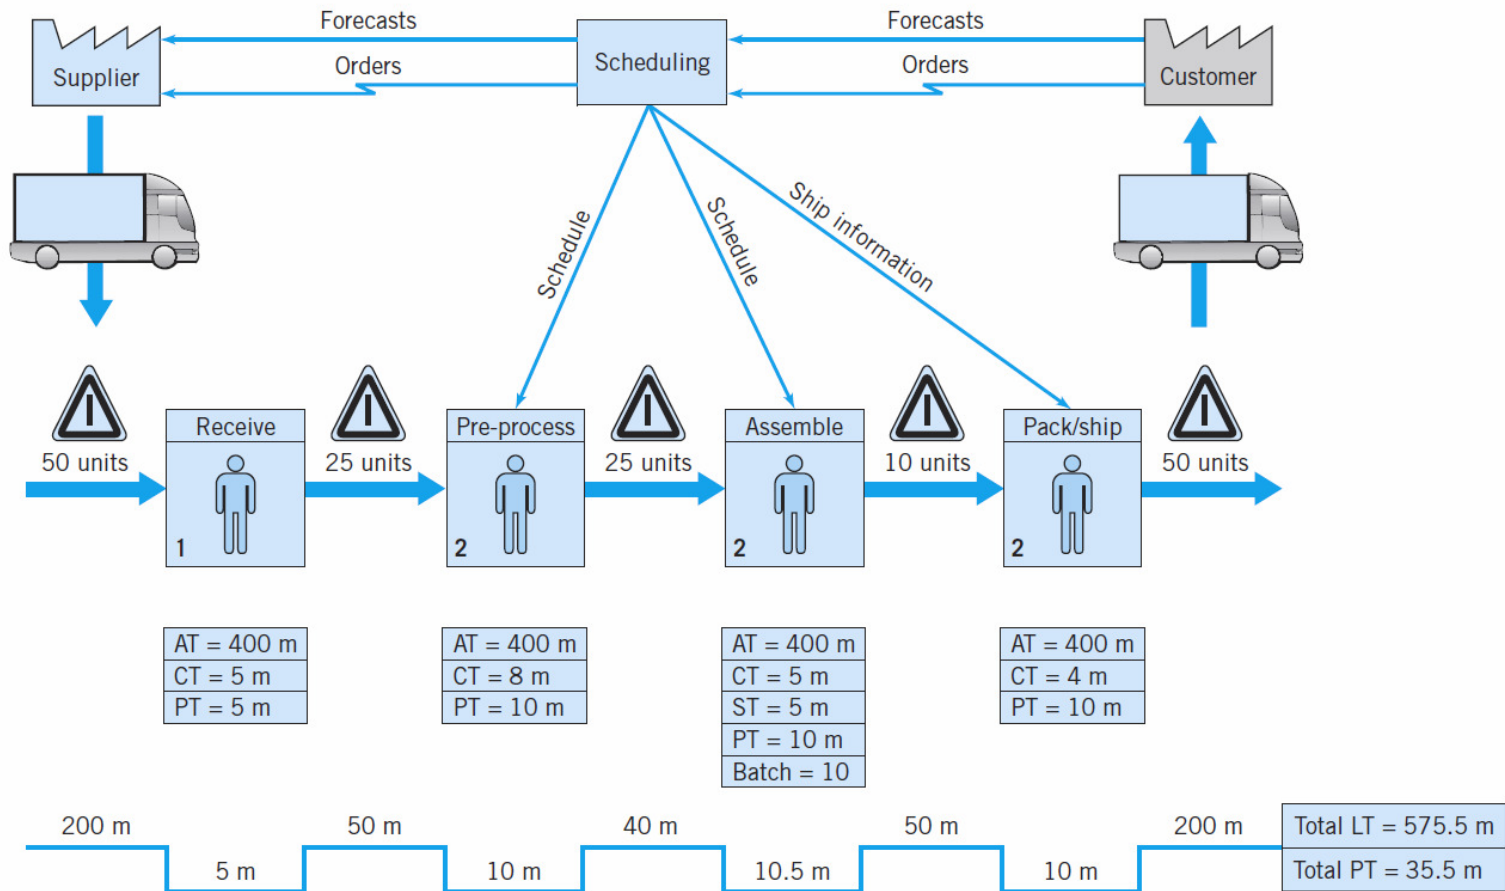 Forecasts
Forecasts
Supplier
Orders
Scheduling
Orders
Customer
Schedule
Schedule
Ship information
50 units
Receive
1
25 units
Pre-process
2
25 units
Assemble
2
10 units
Pack/ship
2
50 units
AT = 400 m
CT = 5 m
PT = 5 m
AT = 400 m
CT = 8 m
PT = 10 m
AT = 400 m
CT = 5 m
ST = 5 m
PT = 10 m
Batch = 10
AT = 400 m
CT = 4 m
PT = 10 m
200 m
5 m
50 m
10 m
40 m
10.5 m
50 m
10 m
200 m
Total LT = 575.5 m
Total PT = 35.5 m